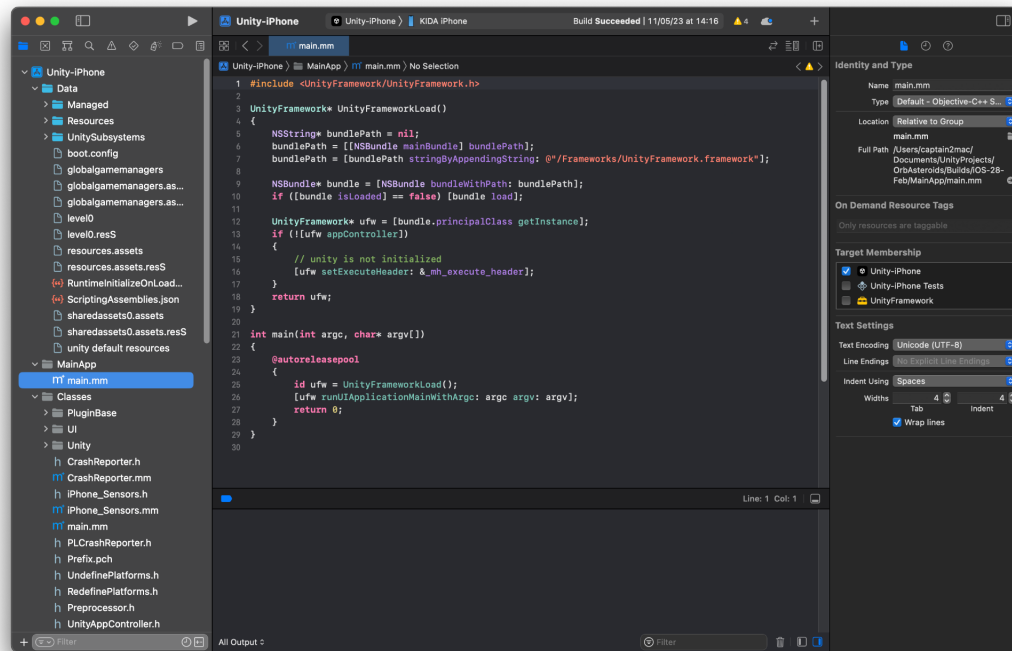 Unity-iPhone
Unity-iPhone 〉 KIDA iPhone
Build Succeeded | 11/05/23 at 14:16
4
main.mm
Unity-iPhone 〉 MainApp 〉 main.mm 〉 No Selection
Unity-iPhone
Data
Managed
Resources
UnitySubsystems
boot.config
globalgamemanagers
globalgamemanagers.as...
globalgamemanagers.as...
level0
level0.resS
resources.assets
resources.assets.resS
RuntimeInitializeOnLoad...
ScriptingAssemblies.json
sharedassets0.assets
sharedassets0.assets.resS
unity default resources
MainApp
main.mm
Classes
PluginBase
UI
Unity
CrashReporter.h
CrashReporter.mm
iPhone_Sensors.h
iPhone_Sensors.mm
main.mm
PLCrashReporter.h
Prefix.pch
UndefinePlatforms.h
RedefinePlatforms.h
Preprocessor.h
UnityAppController.h
Filter
1 #include <UnityFramework/UnityFramework.h>
2
3 UnityFramework* UnityFrameworkLoad()
4 {
5 NSString* bundlePath = nil;
6 bundlePath = [[NSBundle mainBundle] bundlePath];
7 bundlePath = [bundlePath stringByAppendingString: @"/Frameworks/UnityFramework.framework"];
8
9 NSBundle* bundle = [NSBundle bundleWithPath: bundlePath];
10 if ([bundle isLoaded] == false) [bundle load];
11
12 UnityFramework* ufw = [bundle.principalClass getInstance];
13 if (![ufw appController])
14 {
15 // unity is not initialized
16 [ufw setExecuteHeader: &_mh_execute_header];
17 }
18 return ufw;
19 }
20
21 int main(int argc, char* argv[])
22 {
23 @autoreleasepool
24 {
25 id ufw = UnityFrameworkLoad();
26 [ufw runUIApplicationMainWithArgc: argc argv: argv];
27 return 0;
28 }
29 }
30
Line: 1 Col: 1
All Output
Filter
Identity and Type
Name main.mm
Type Default - Objective-C++ S...
Location Relative to Group
main.mm
Full Path /Users/captain2mac/
Documents/UnityProjects/
OrbAsteroids/Builds/iOS-28-
Feb/MainApp/main.mm
On Demand Resource Tags
Only resources are taggable
Target Membership
Unity-iPhone
Unity-iPhone Tests
UnityFramework
Text Settings
Text Encoding Unicode (UTF-8)
Line Endings No Explicit Line Endings
Indent Using Spaces
Widths 4 4
Tab Indent
Wrap lines